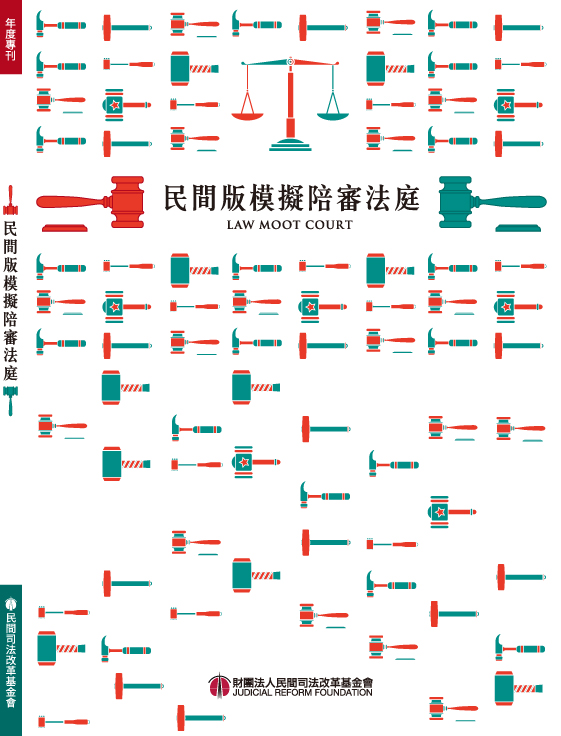 年度專刊
民間版模擬陪審法庭
民間司法改革基金會
民間版模擬陪審法庭
LAW MOOT COURT
財團法人民間司法改革基金會
JUDICIAL REFORM FOUNDATION